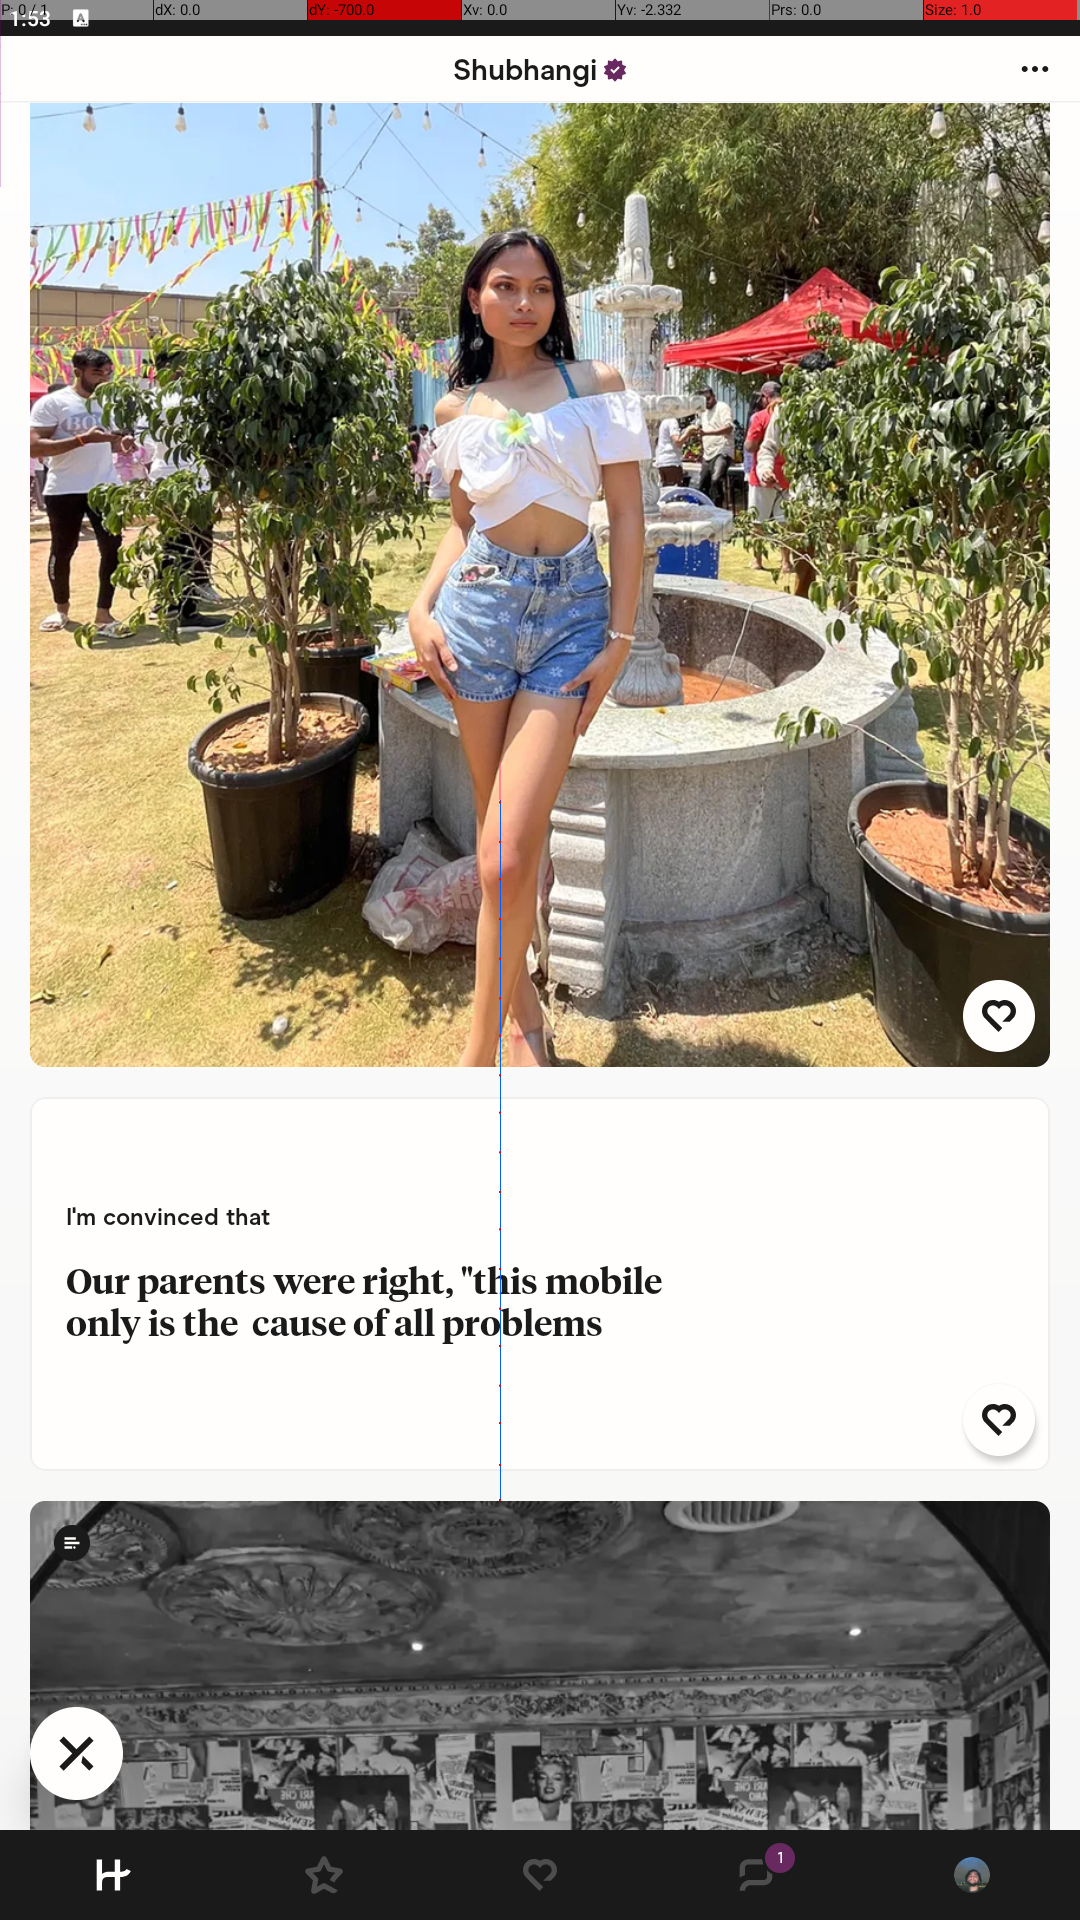 P: 0 / 1
dX: 0.0
dY: -700.0
Xv: 0.0
Yv: -2.332
Prs: 0.0
Size: 1.0
1:53
A
Shubhangi
I'm convinced that
Our parents were right, "this mobile
only is the  cause of all problems
1